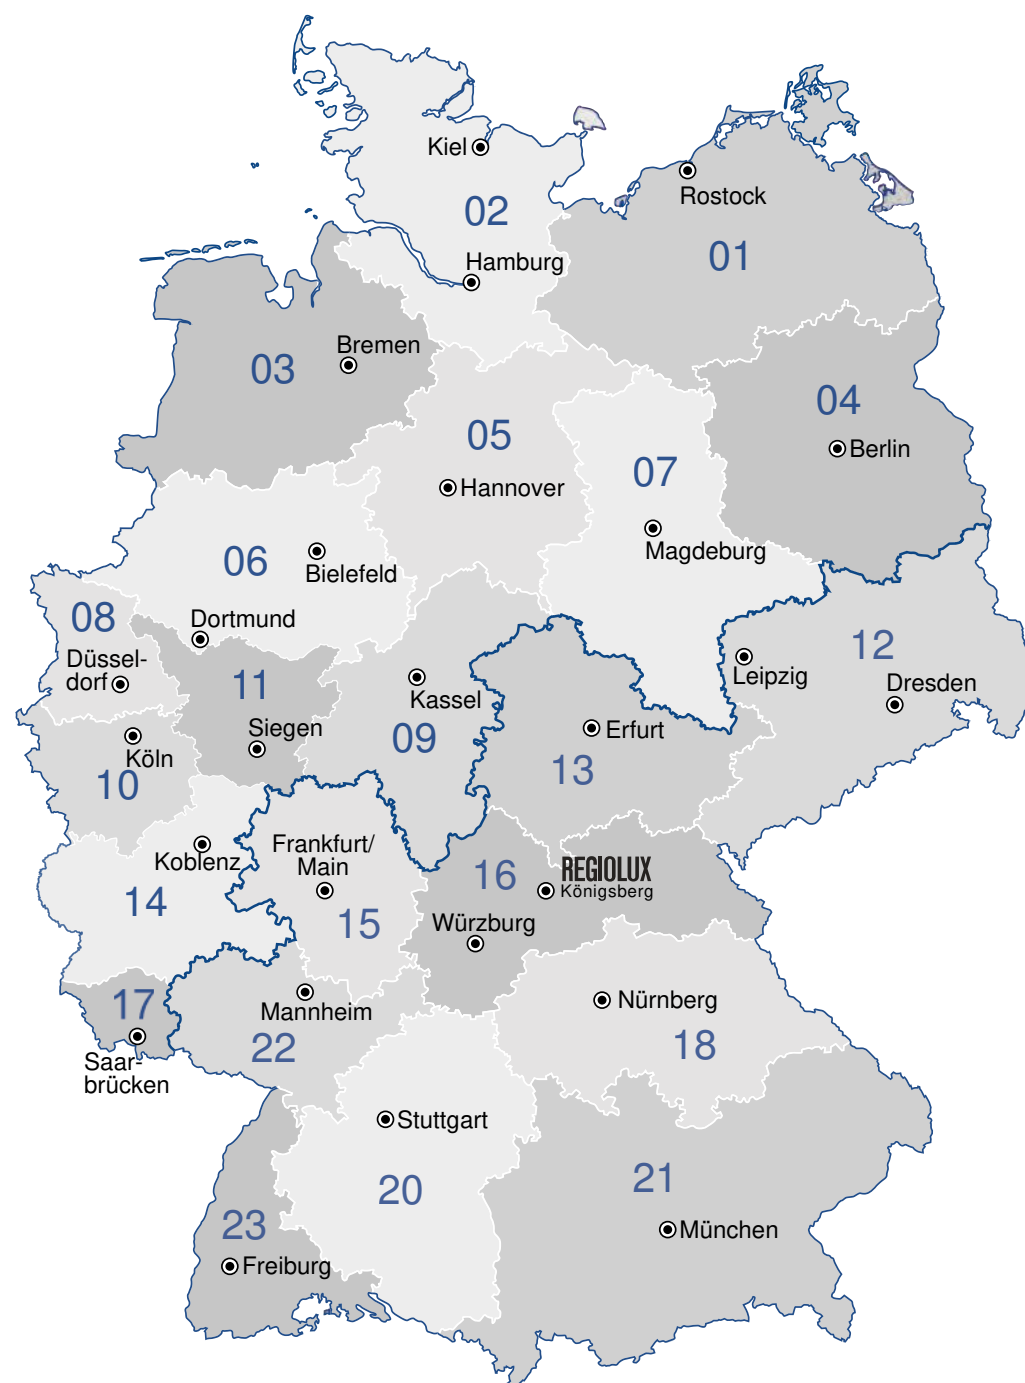 Kiel
Rostock
02
01
Hamburg
Bremen
03
04
05
Berlin
07
Hannover
Magdeburg
06
Bielefeld
08
Dortmund
12
Düssel-
dorf
11
Kassel
Leipzig
Dresden
Siegen
Köln
09
Erfurt
13
10
Koblenz
Frankfurt/
Main
REGIOLUX
Königsberg
16
14
15
Würzburg
17
Mannheim
Nürnberg
22
18
Saar-
brücken
Stuttgart
20
21
23
München
Freiburg